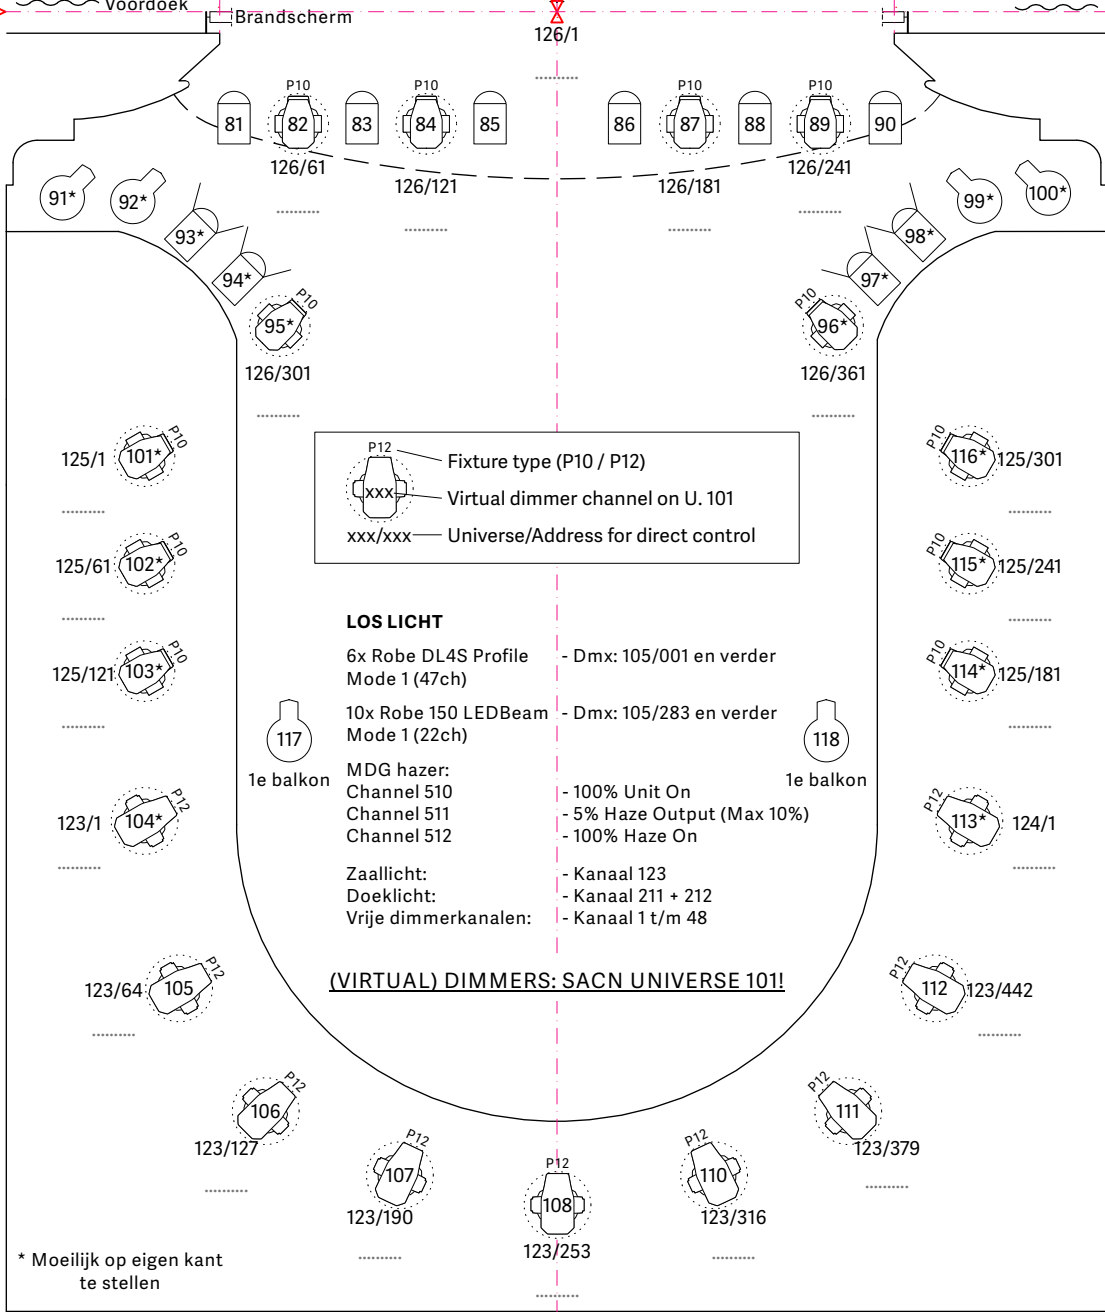 Voordoek
Brandscherm
126/1
P10 P10 P10 P10
81 82 83 84 85 86 87 88 89 90
126/61 126/121 126/181 126/241
91* 92* 99* 100*
93* 98*
94* 97*
P10 P10
95* 96*
126/301 126/361
P10 P10
125/1 101* 116* 125/301
P12
Fixture type (P10 / P12)
xxx Virtual dimmer channel on U. 101
xxx/xxx Universe/Address for direct control
P10 P10
125/61 102* 115* 125/241
LOS LICHT
6x Robe DL4S Profile - Dmx: 105/001 en verder
Mode 1 (47ch)
P10 P10
125/121 103* 114* 125/181
10x Robe 150 LEDBeam - Dmx: 105/283 en verder
Mode 1 (22ch)
117 118
1e balkon 1e balkon
MDG hazer:
Channel 510 - 100% Unit On
Channel 511 - 5% Haze Output (Max 10%)
Channel 512 - 100% Haze On
P12 P12
123/1 104* 113* 124/1
Zaallicht: - Kanaal 123
Doeklicht: - Kanaal 211 + 212
Vrije dimmerkanalen: - Kanaal 1 t/m 48
(VIRTUAL) DIMMERS: SACN UNIVERSE 101!
P12 P12
123/64 105 112 123/442
P12 P12
106 111
123/127 123/379
P12 P12 P12
107 108 110
123/190 123/253 123/316
* Moeilijk op eigen kant
te stellen